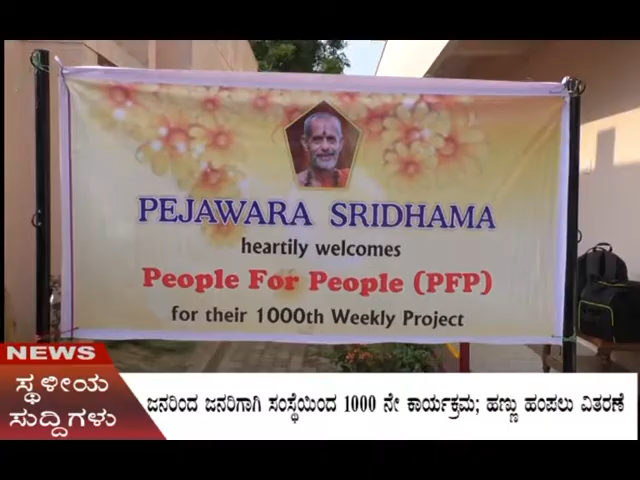 PEJAWARA SRIDHAMA
heartily welcomes
People For People (PFP)
for their 1000th Weekly Project
NEWS
ಸ್ಥಳೀಯ
ಸುದ್ದಿಗಳು
ಜನರಿಂದ ಜನರಿಗಾಗಿ ಸಂಸ್ಥೆಯಿಂದ 1000 ನೇ ಕಾರ್ಯಕ್ರಮ; ಹಣ್ಣು ಹಂಪಲು ವಿತರಣೆ